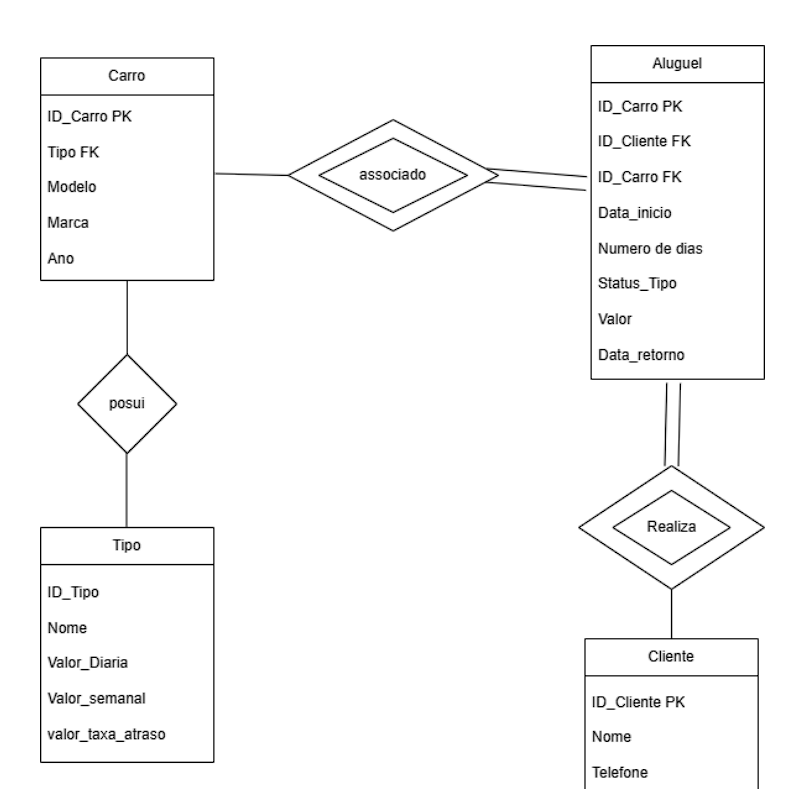 Carro
ID_Carro PK
Tipo FK
Modelo
Marca
Ano
associado
Aluguel
ID_Carro PK
ID_Cliente FK
ID_Carro FK
Data_inicio
Numero de dias
Status_Tipo
Valor
Data_retorno
posui
Tipo
ID_Tipo
Nome
Valor_Diaria
Valor_semanal
valor_taxa_atraso
Realiza
Cliente
ID_Cliente PK
Nome
Telefone